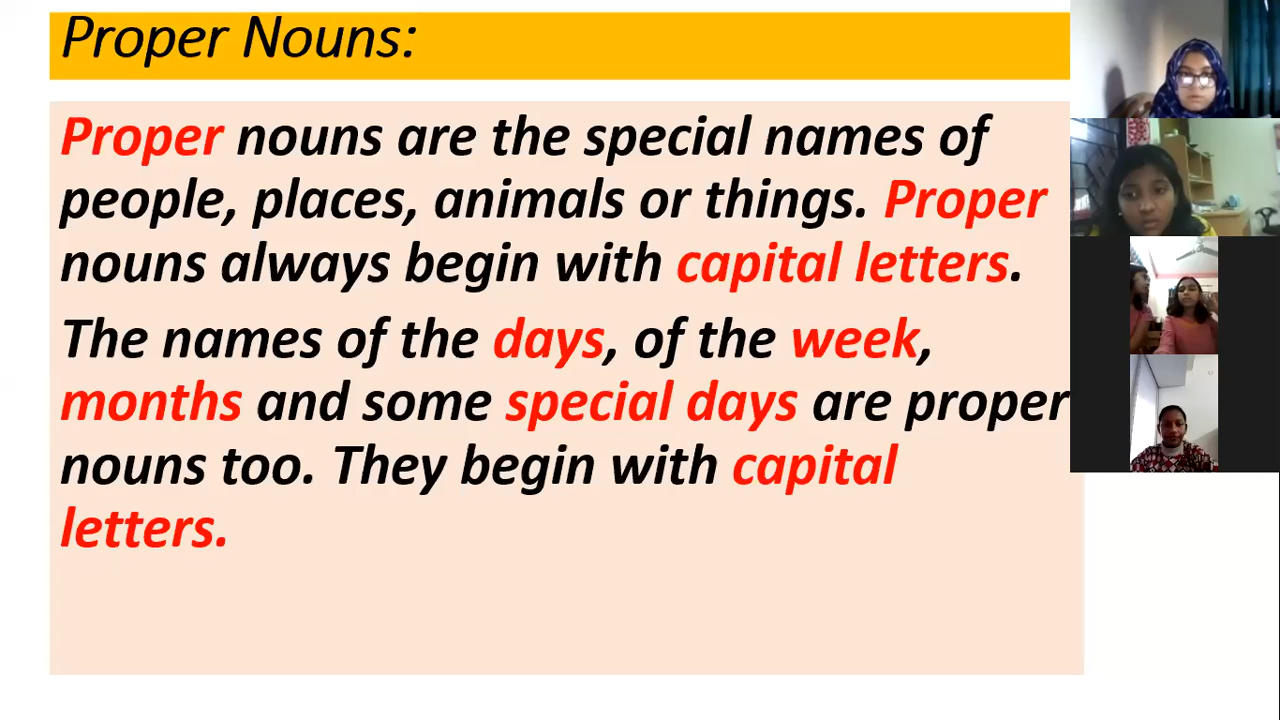 Proper Nouns:
Proper nouns are the special names of
people, places, animals or things. Proper
nouns always begin with capital letters.
The names of the days, of the week,
months and some special days are proper
nouns too. They begin with capital
letters.